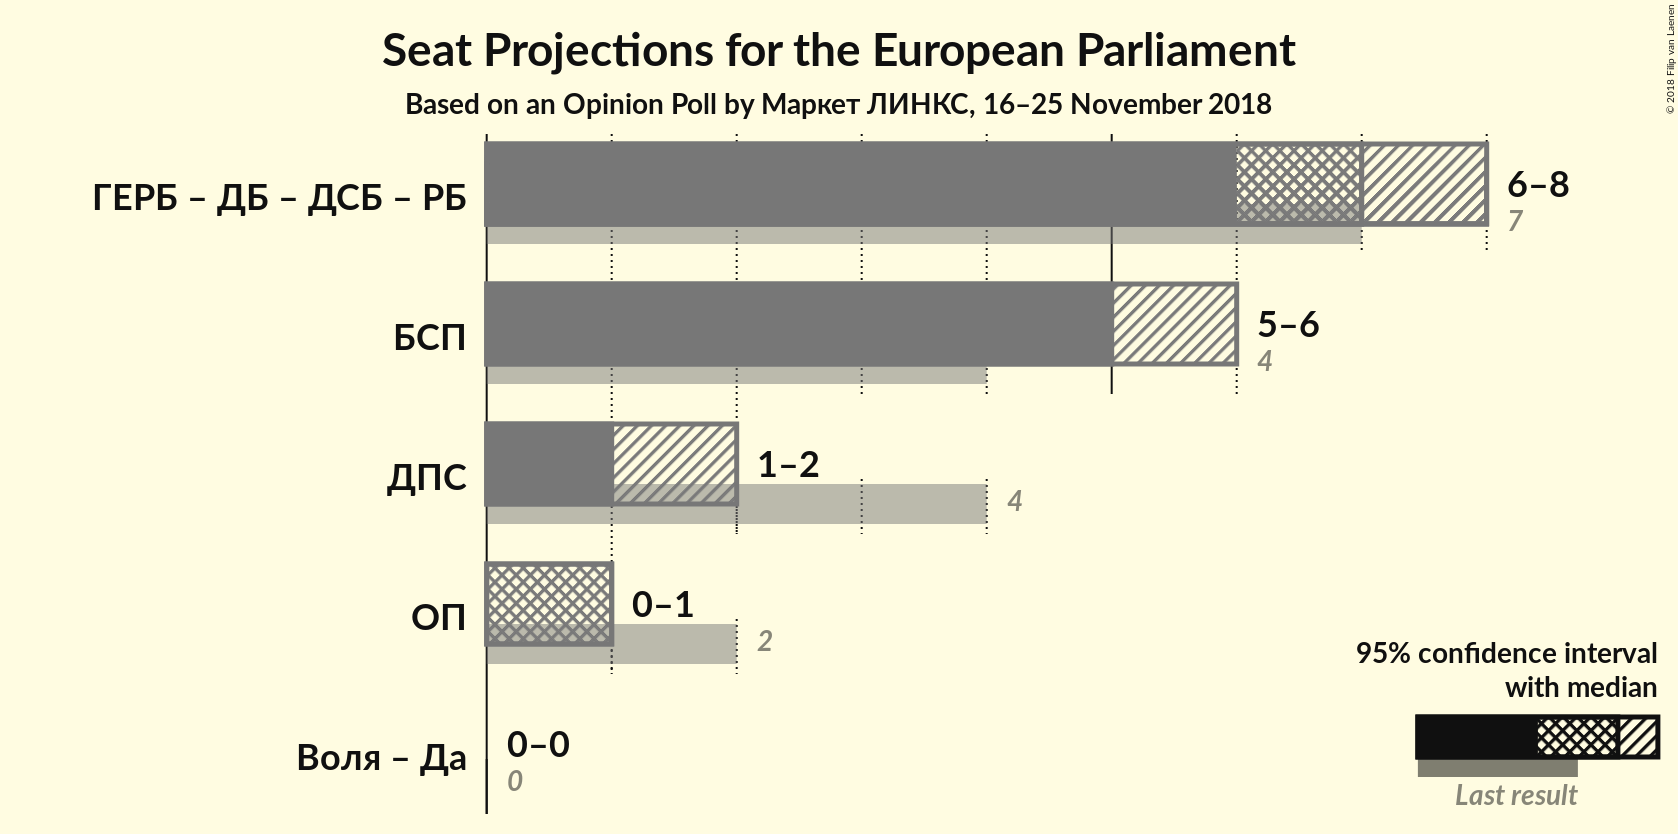 Seat Projections for the European Parliament
Based on an Opinion Poll by Маркет ЛИНКС, 16–25 November 2018
© 2018 Filip van Laenen
ГЕРБ – ДБ – ДСБ – РБ
6–8
7
БСП
5–6
4
ДПС
1–2
4
ОП
0–1
2
Воля – Да
0–0
0
95% confidence interval
with median
Last result